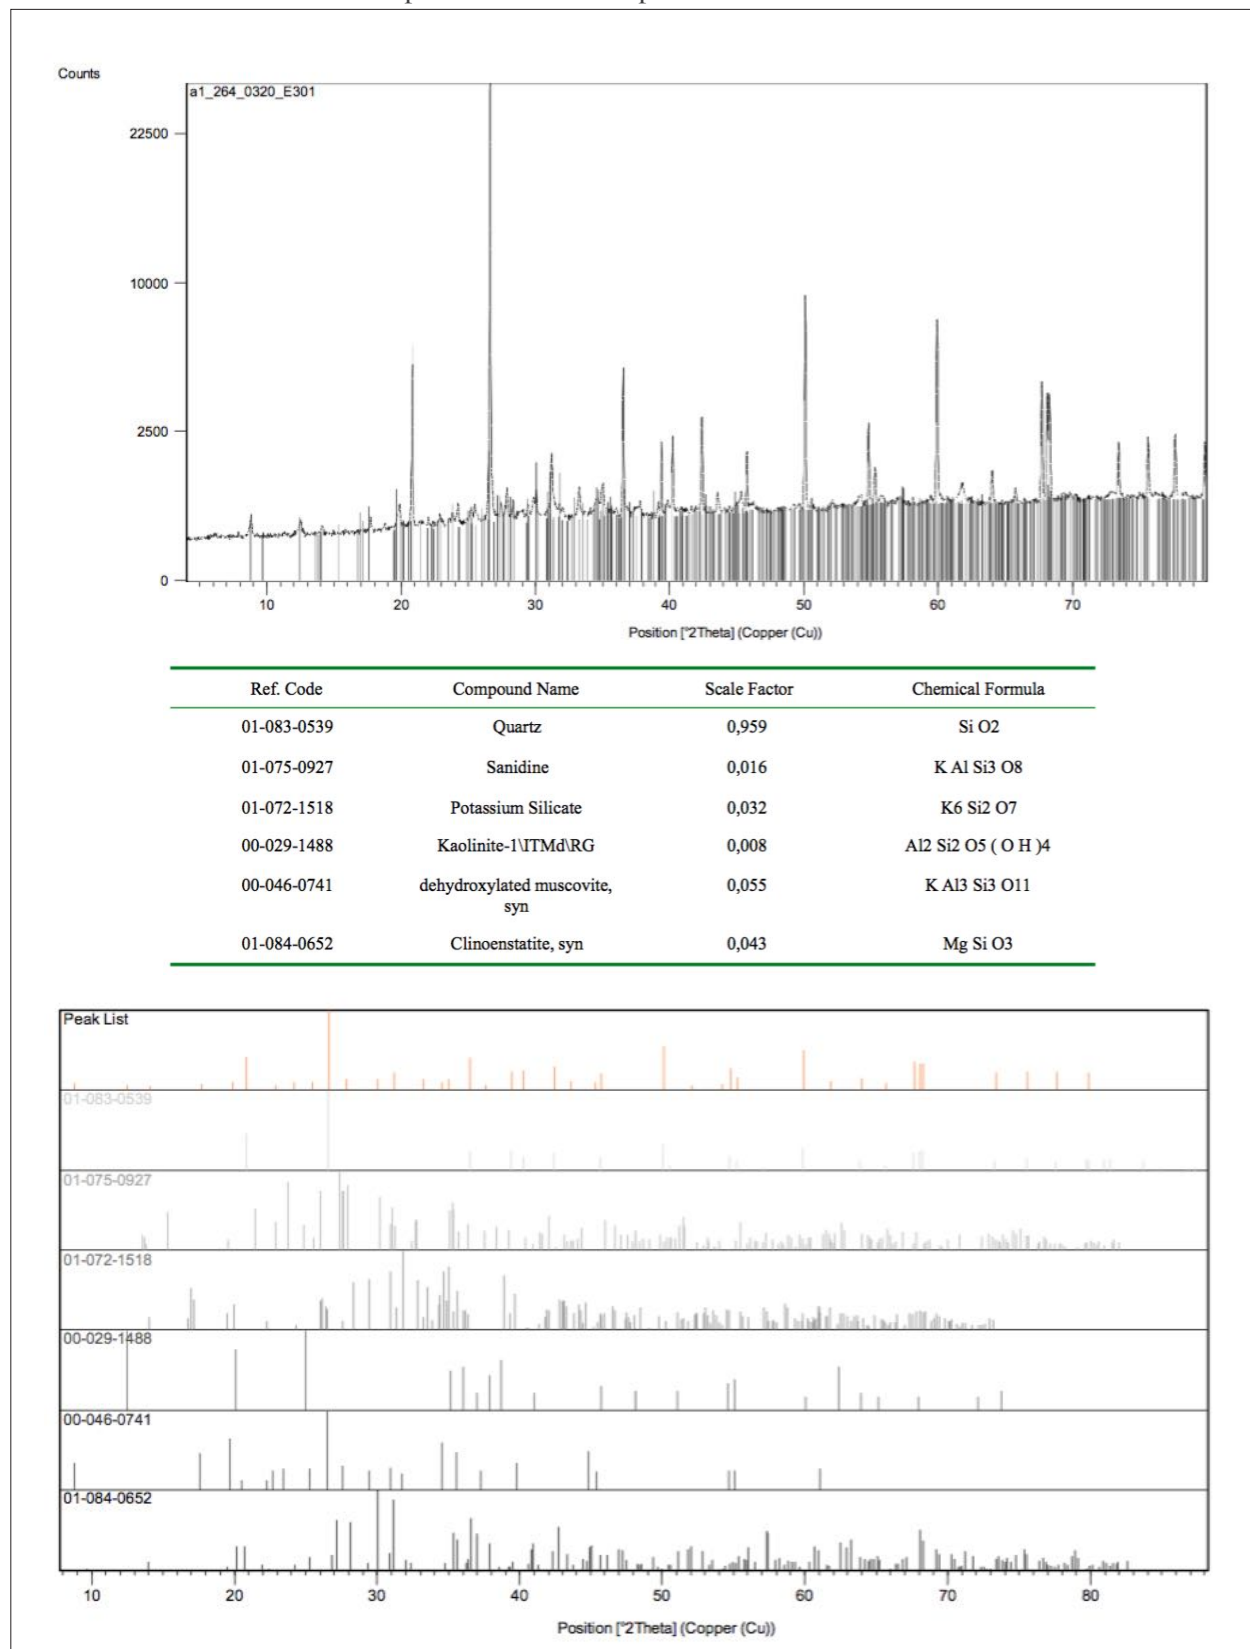 Counts
a1_264_0320_E301
22500
10000
2500
0
10 20 30 40 50 60 70
Position [°2Theta] (Copper (Cu))
Ref. Code Compound Name Scale Factor Chemical Formula
01-083-0539 Quartz 0,959 Si O2
01-075-0927 Sanidine 0,016 K Al Si3 O8
01-072-1518 Potassium Silicate 0,032 K6 Si2 O7
00-029-1488 Kaolinite-1\ITMd\RG 0,008 Al2 Si2 O5 ( O H )4
00-046-0741 dehydroxylated muscovite, syn 0,055 K Al3 Si3 O11
01-084-0652 Clinoenstatite, syn 0,043 Mg Si O3
Peak List
01-083-0539
01-075-0927
01-072-1518
00-029-1488
00-046-0741
01-084-0652
10 20 30 40 50 60 70 80
Position [°2Theta] (Copper (Cu))